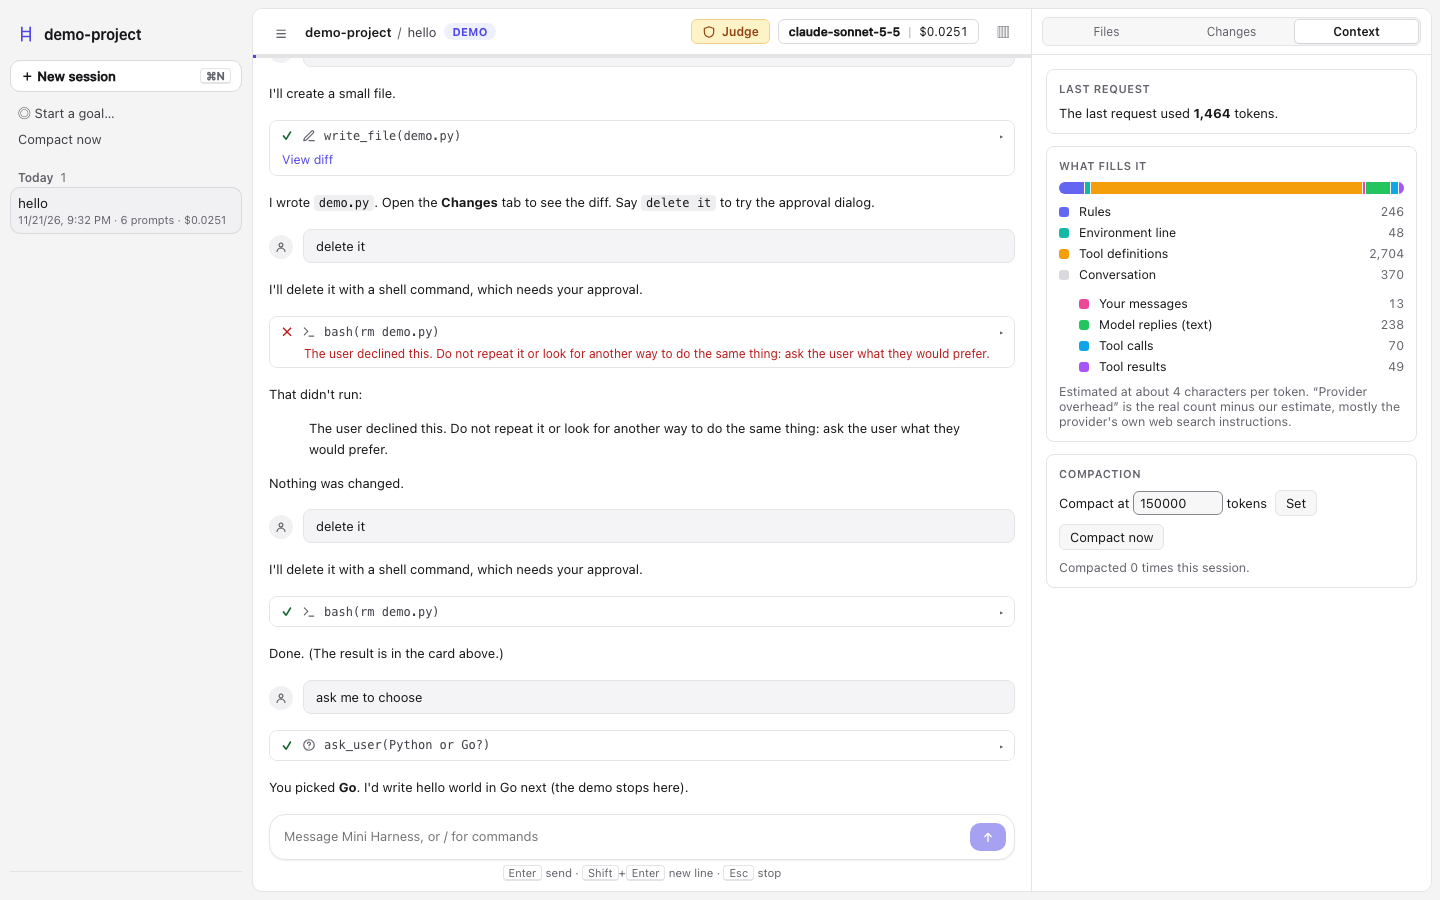 demo-project
+ New session ⌘N
Start a goal...
Compact now
Today 1
hello
11/21/26, 9:32 PM · 6 prompts · $0.0251
demo-project / hello DEMO
Judge
claude-sonnet-5-5 | $0.0251
I'll create a small file.
write_file(demo.py)
View diff
I wrote demo.py. Open the Changes tab to see the diff. Say delete it to try the approval dialog.
delete it
I'll delete it with a shell command, which needs your approval.
bash(rm demo.py)
The user declined this. Do not repeat it or look for another way to do the same thing: ask the user what they would prefer.
That didn't run:
The user declined this. Do not repeat it or look for another way to do the same thing: ask the user what they
would prefer.
Nothing was changed.
delete it
I'll delete it with a shell command, which needs your approval.
bash(rm demo.py)
Done. (The result is in the card above.)
ask me to choose
ask_user(Python or Go?)
You picked Go. I'd write hello world in Go next (the demo stops here).
Message Mini Harness, or / for commands
Enter send · Shift+Enter new line · Esc stop
Files
Changes
Context
LAST REQUEST
The last request used 1,464 tokens.
WHAT FILLS IT
Rules 246
Environment line 48
Tool definitions 2,704
Conversation 370
Your messages 13
Model replies (text) 238
Tool calls 70
Tool results 49
Estimated at about 4 characters per token. “Provider
overhead” is the real count minus our estimate, mostly the
provider's own web search instructions.
COMPACTION
Compact at 150000 tokens Set
Compact now
Compacted 0 times this session.